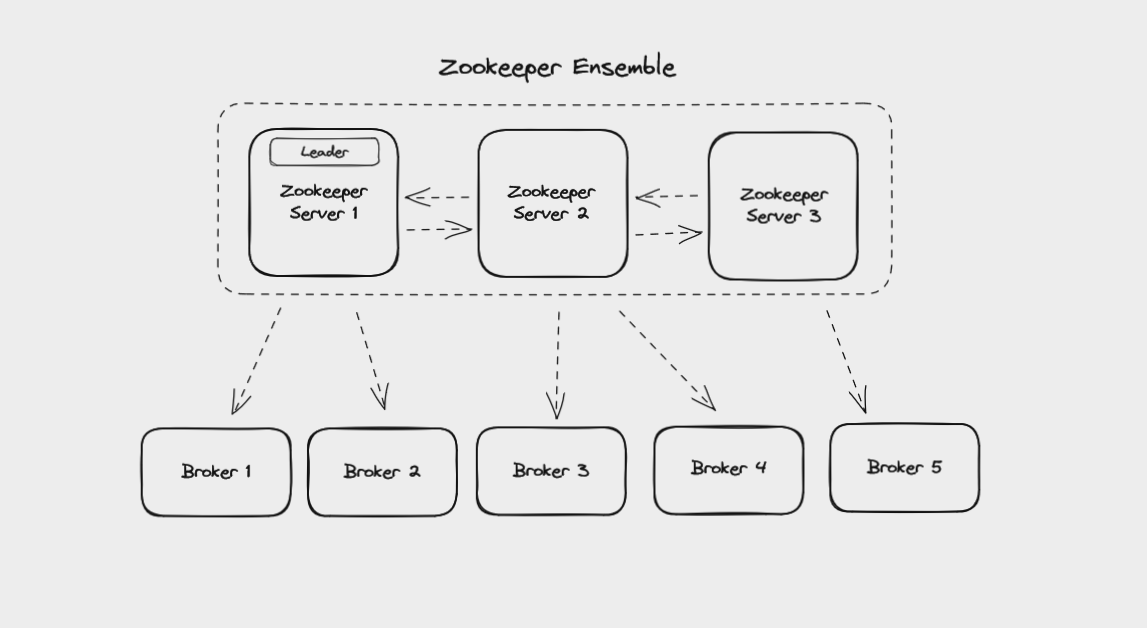 Zookeeper Ensemble
Leader
Zookeeper
Server 1
Zookeeper
Server 2
Zookeeper
Server 3
Broker 1
Broker 2
Broker 3
Broker 4
Broker 5